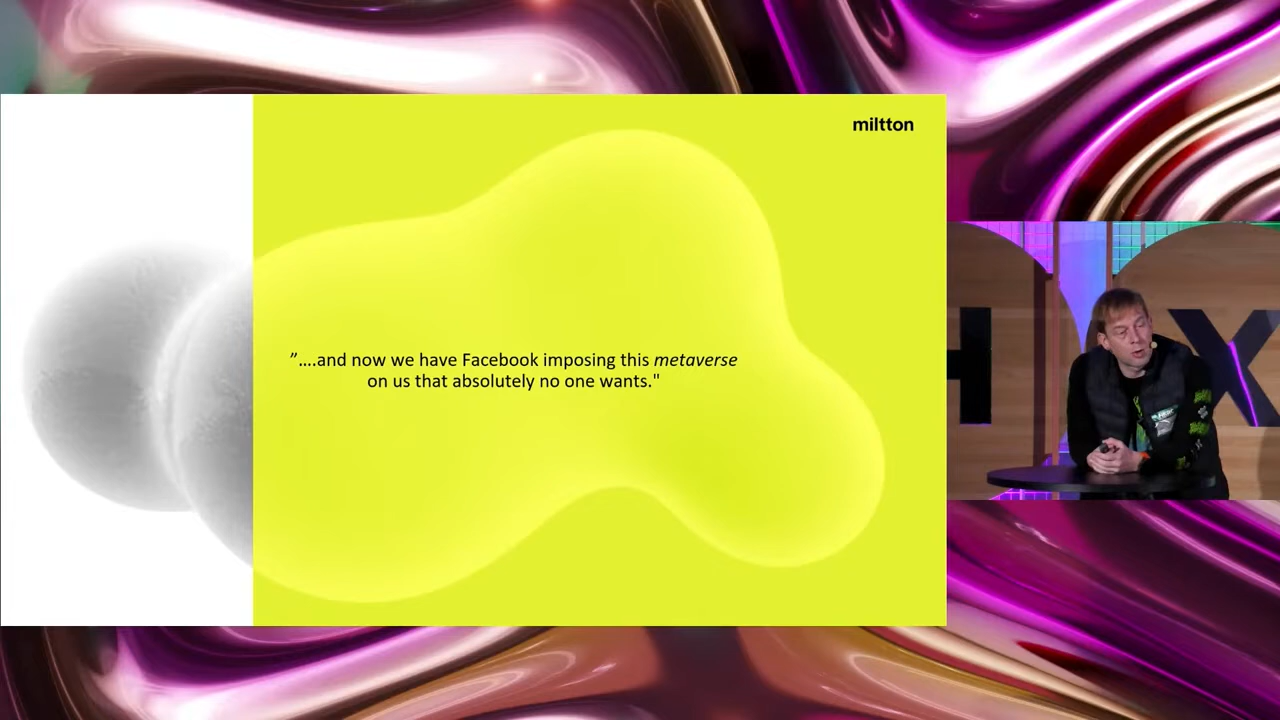 miltton
”....and now we have Facebook imposing this metaverse
on us that absolutely no one wants."
H X